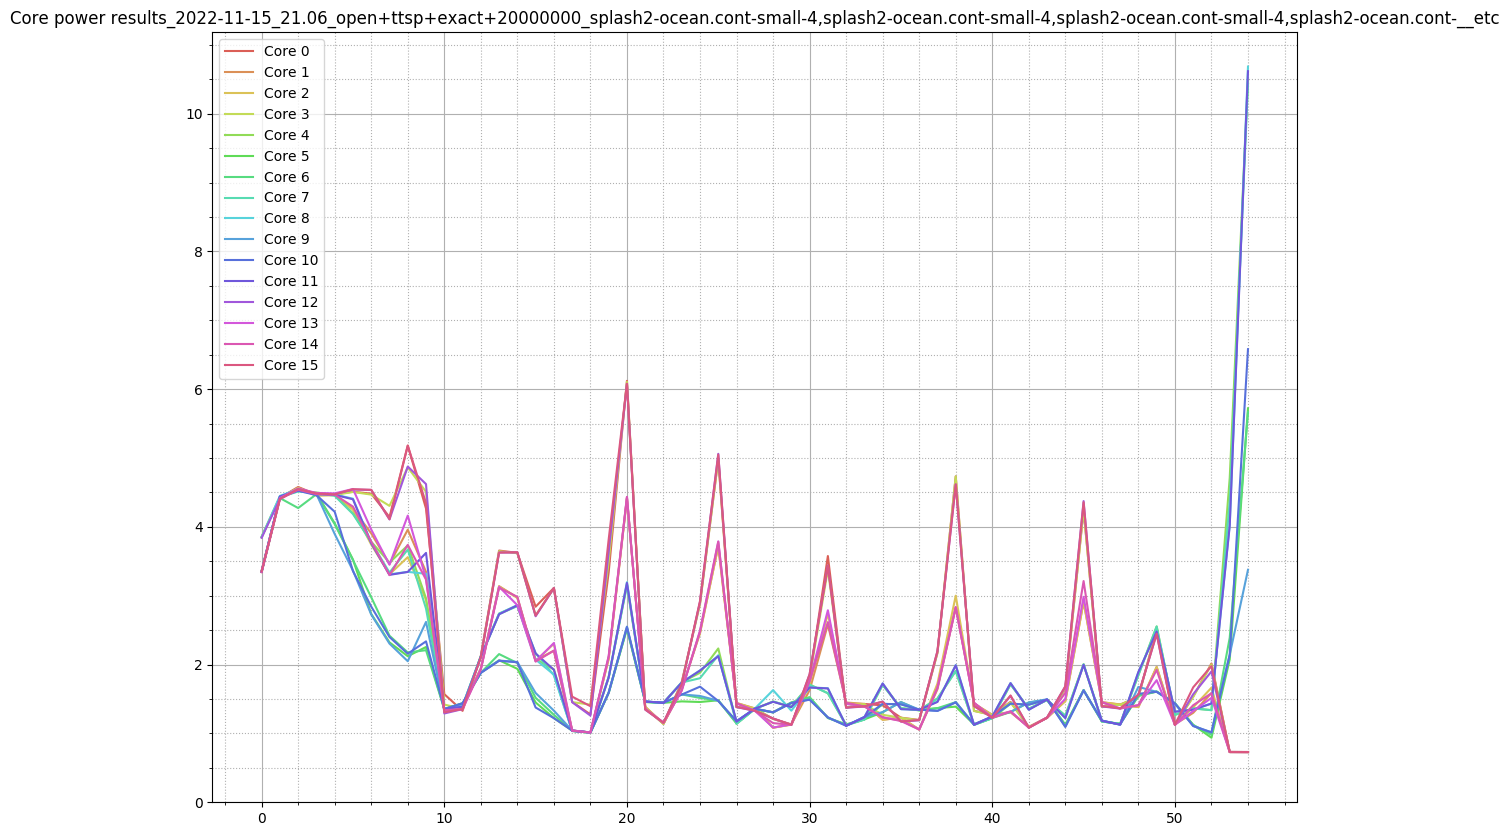 Core power results_2022-11-15_21.06_open+ttsp+exact+20000000_splash2-ocean.cont-small-4,splash2-ocean.cont-small-4,splash2-ocean.cont-small-4,splash2-ocean.cont-__etc
Core 0
Core 1
Core 2
Core 3
Core 4
Core 5
Core 6
Core 7
Core 8
Core 9
Core 10
Core 11
Core 12
Core 13
Core 14
Core 15
10
8
6
4
2
0
0 10 20 30 40 50